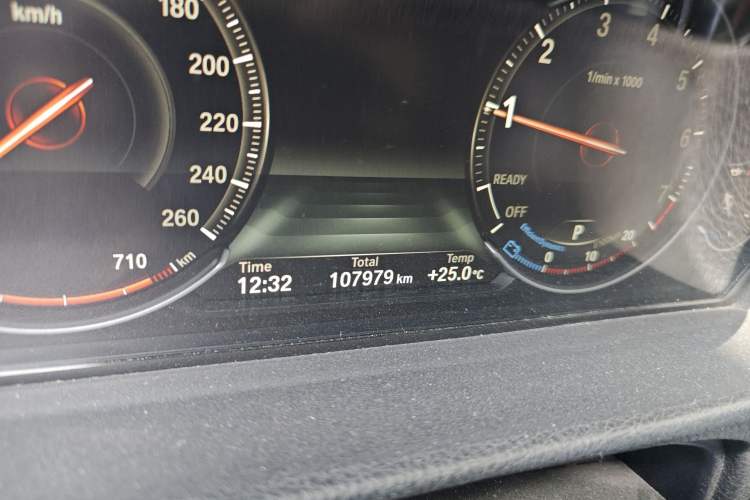 km/h
180
200
220
240
260
710 km
Time
12:32
Total
107979 km
Temp
+25.0 °C
1
2
3
4
5
6
1/min x 1000
READY
OFF
P
EfficientDynamics
0
10
20